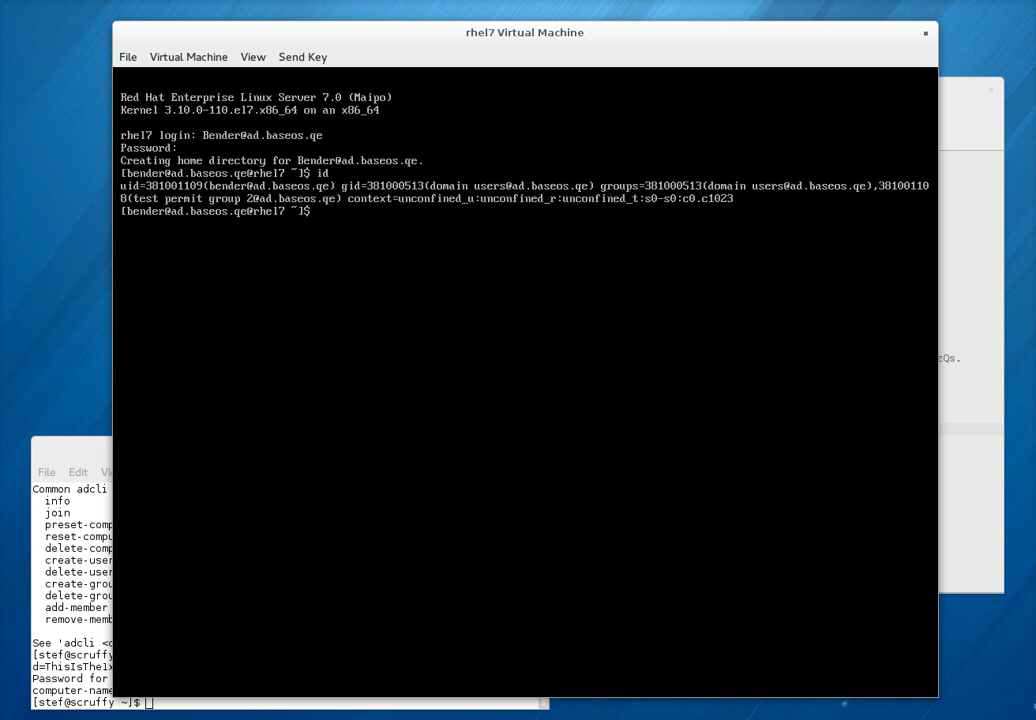 rhel7 Virtual Machine
File Virtual Machine View Send Key
Red Hat Enterprise Linux Server 7.0 (Maipo)
Kernel 3.10.0-110.el7.x86_64 on an x86_64
rhel7 login: Bender@ad.baseos.qe
Password:
Creating home directory for Bender@ad.baseos.qe.
[bender@ad.baseos.qe@rhel7 ~]$ id
uid=381001109(bender@ad.baseos.qe) gid=381000513(domain users@ad.baseos.qe) groups=381000513(domain users@ad.baseos.qe),38100110
8(test permit group 2@ad.baseos.qe) context=unconfined_u:unconfined_r:unconfined_t:s0-s0:c0.c1023
[bender@ad.baseos.qe@rhel7 ~]$
zQs.
File Edit Vi
Common adcli
info
join
preset-comp
reset-compu
delete-comp
create-user
delete-user
create-grou
delete-grou
add-member
remove-memb
See 'adcli <c
[stef@scruffy
d=ThisIsThe1x
Password for
computer-name
[stef@scruffy ~]$